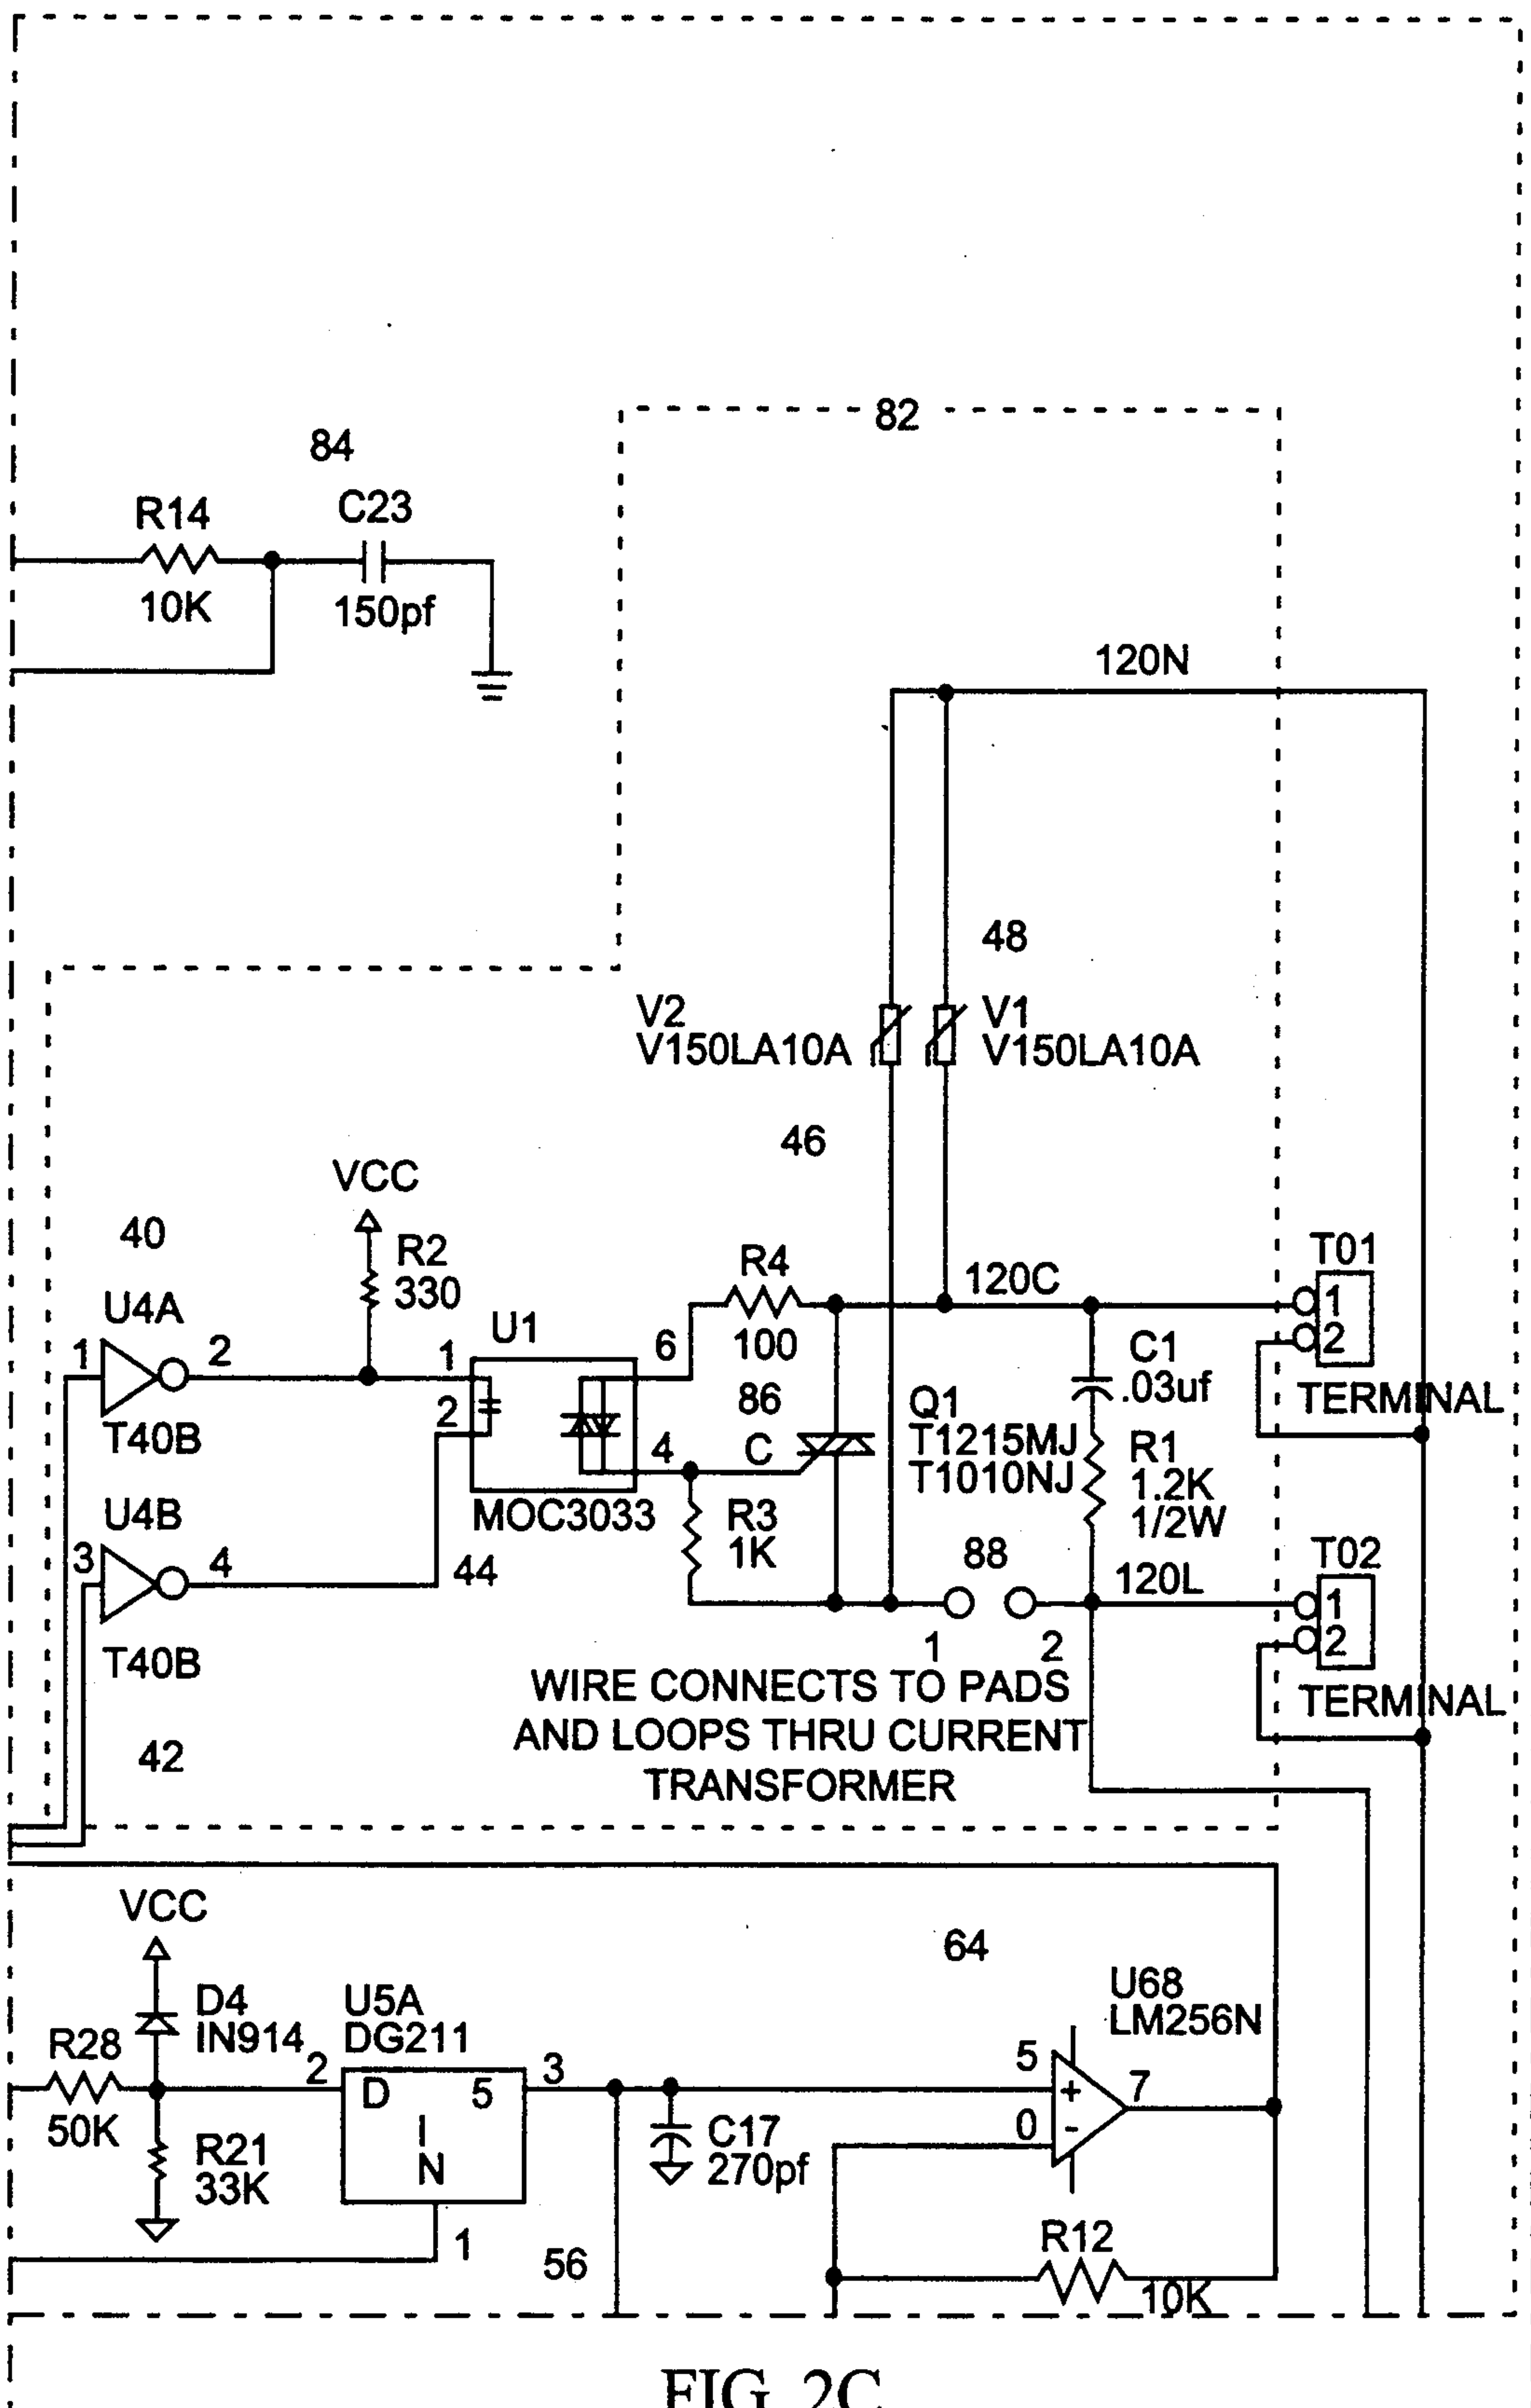 82
84
R14
C23
10K
150pf
120N
48
V2
V150LA10A
V1
V150LA10A
46
VCC
40
R2
330
R4
100
120C
T01
1
2
TERMINAL
U4A
1
2
T40B
U1
1
2
6
4
MOC3033
86
C
Q1
T1215MJ
T1010NJ
C1
.03uf
R1
1.2K
1/2W
U4B
3
4
T40B
44
R3
1K
88
1
2
120L
T02
1
2
TERMINAL
WIRE CONNECTS TO PADS
AND LOOPS THRU CURRENT
TRANSFORMER
42
VCC
64
D4
IN914
U5A
DG211
U68
LM256N
R28
50K
2
D
5
I
N
3
1
R21
33K
C17
270pf
5
+
0
-
7
56
R12
10K
FIG. 2C